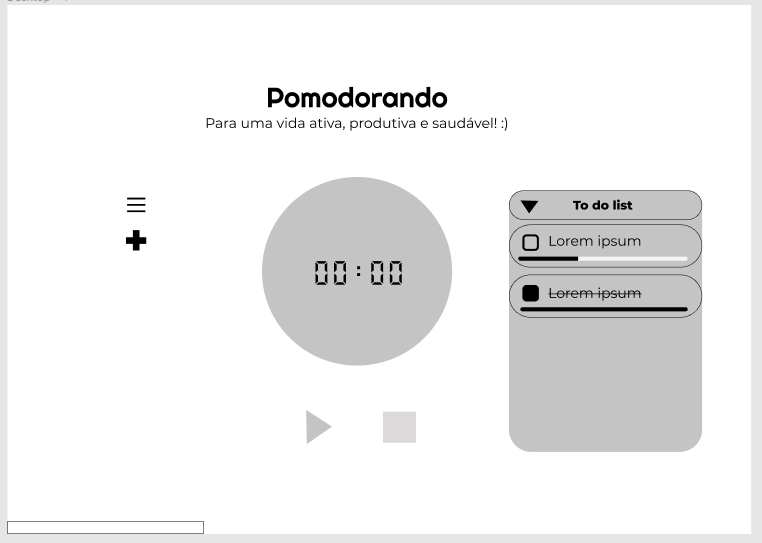 Pomodorando
Para uma vida ativa, produtiva e saudável! :)
00:00
To do list
Lorem ipsum
Lorem ipsum